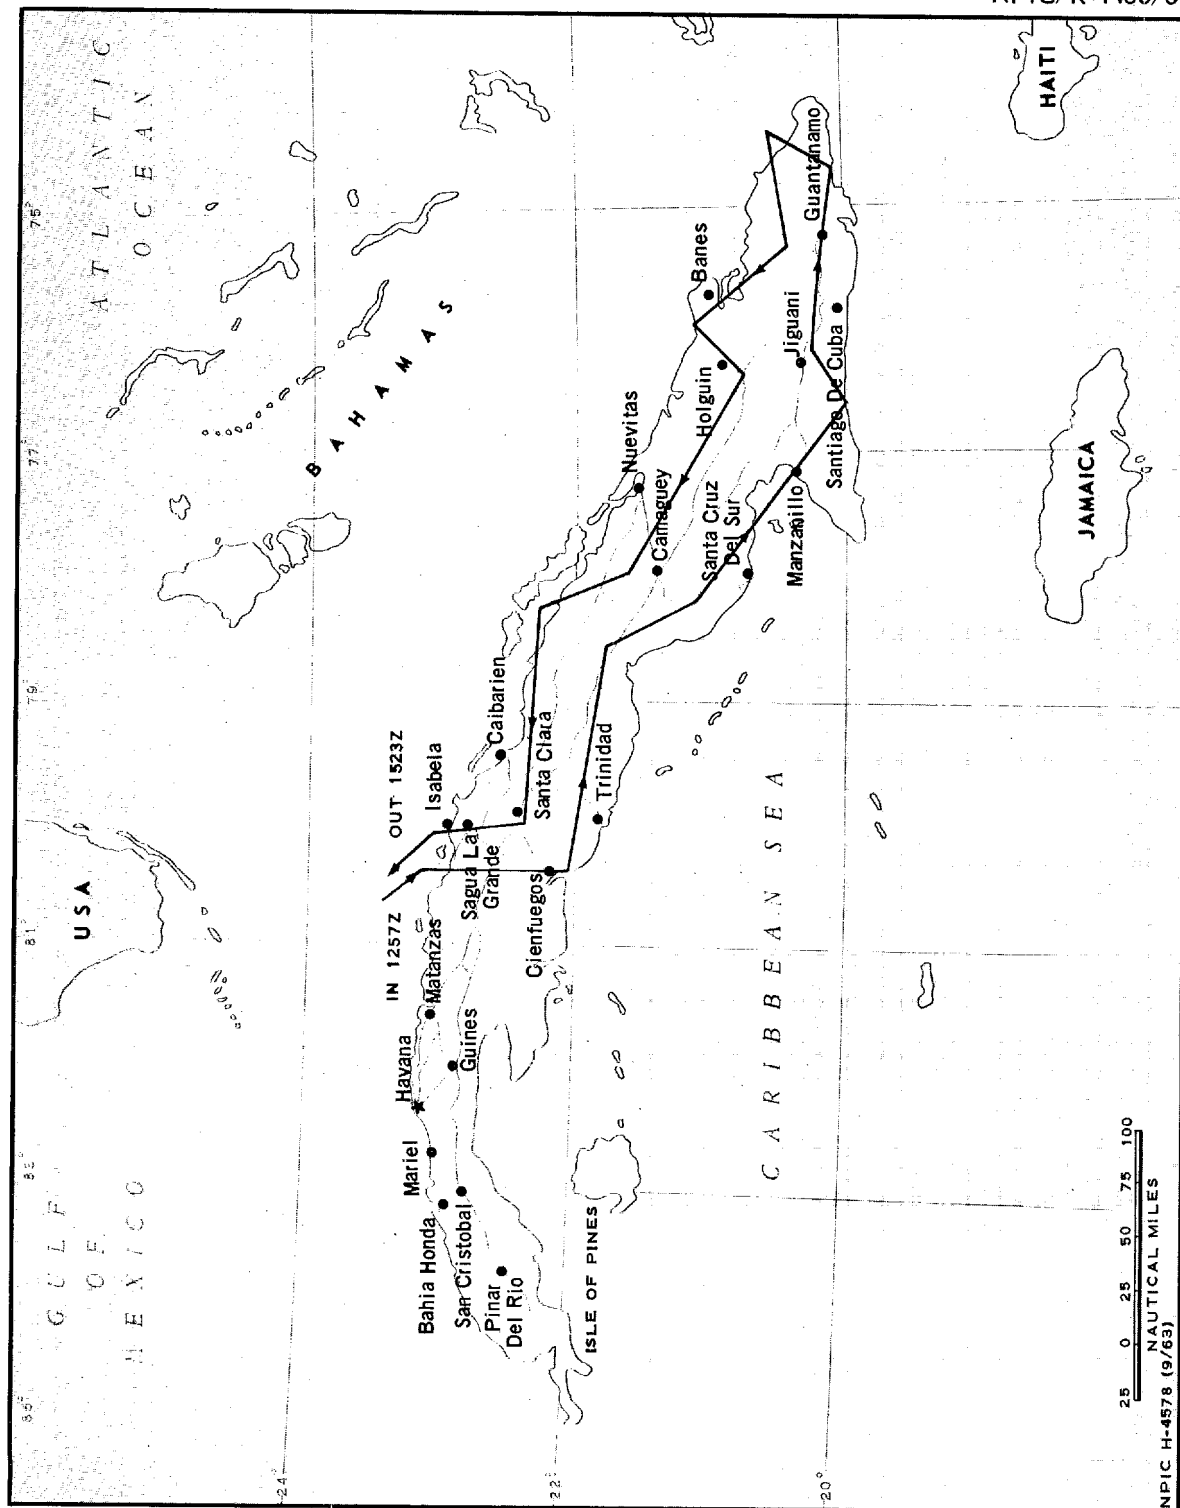 GULF
OF
MEXICO
USA
ATLANTIC
OCEAN
BAHAMAS
83°
81°
79°
77°
75°
24°
22°
20°
IN 1257Z
OUT 1523Z
Havana
Matanzas
Mariel
Bahia Honda
San Cristobal
Pinar
Del Rio
Guines
Isabela
Sagua La
Grande
Caibarien
Santa Clara
Cienfuegos
Trinidad
Nuevitas
Camaguey
Santa Cruz
Del Sur
Holguin
Banes
Manzanillo
Jiguani
Santiago De Cuba
Guantanamo
ISLE OF PINES
CARIBBEAN SEA
JAMAICA
HAITI
25 0 25 50 75 100
NAUTICAL MILES
NPIC H-4578 (9/63)